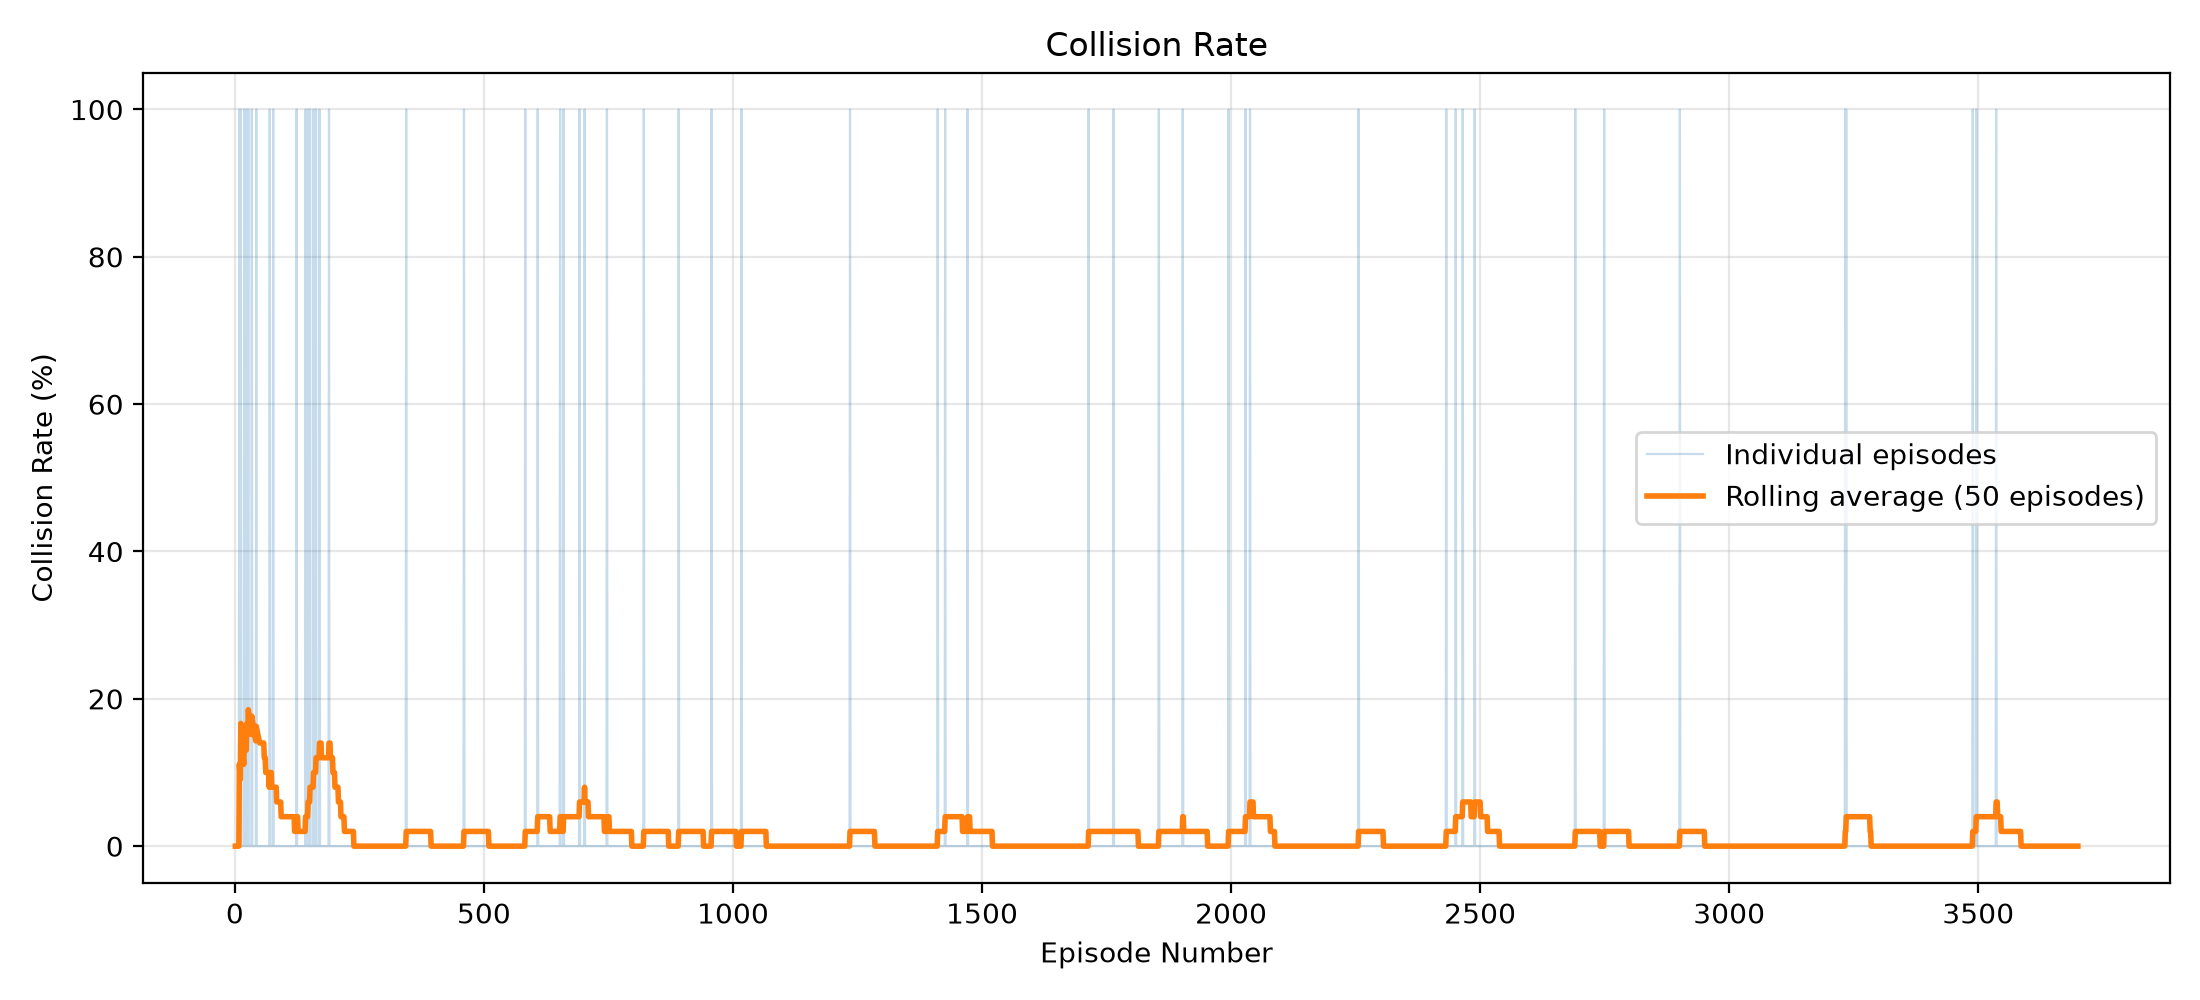 Collision Rate
Collision Rate (%)
100
80
60
40
20
0
Individual episodes
Rolling average (50 episodes)
0 500 1000 1500 2000 2500 3000 3500
Episode Number